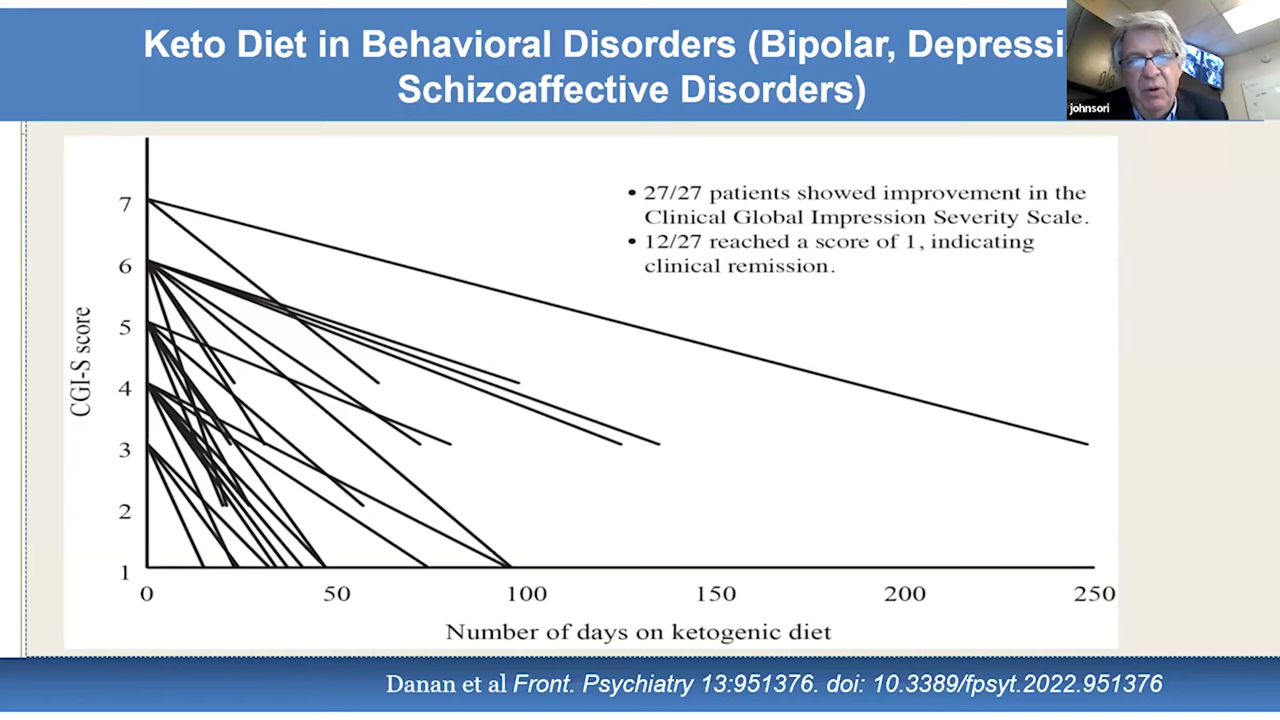 Keto Diet in Behavioral Disorders (Bipolar, Depressi
Schizoaffective Disorders)
johnsori
• 27/27 patients showed improvement in the
Clinical Global Impression Severity Scale.
• 12/27 reached a score of 1, indicating
clinical remission.
CGI-S score
7
6
5
4
3
2
1
0 50 100 150 200 250
Number of days on ketogenic diet
Danan et al Front. Psychiatry 13:951376. doi: 10.3389/fpsyt.2022.951376